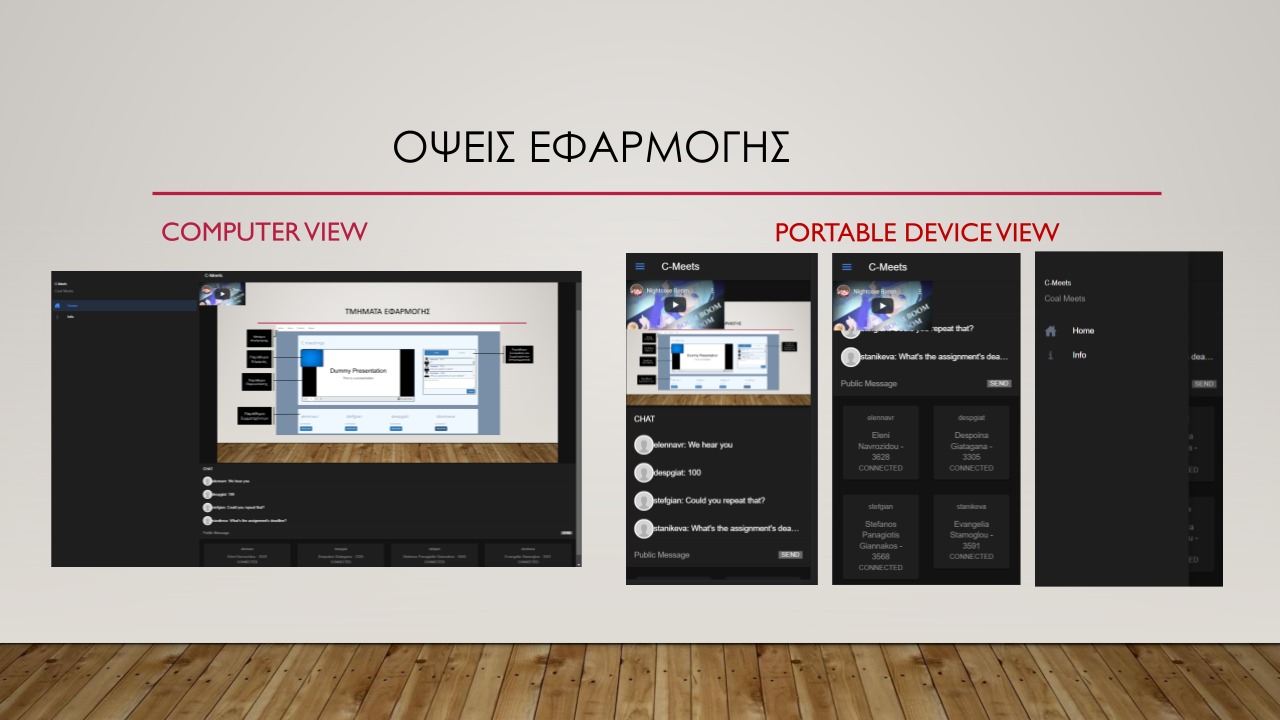 ΟΨΕΙΣ ΕΦΑΡΜΟΓΗΣ
COMPUTER VIEW
PORTABLE DEVICE VIEW
C-Meets
C-Meets
Coal Meets
Home
Info
ΤΜΗΜΑΤΑ ΕΦΑΡΜΟΓΗΣ
Dummy Presentation
CHAT
elennavr: We hear you
despgiat: 100
stefgian: Could you repeat that?
stanikeva: What's the assignment's deadline?
Public Message
SEND
C-Meets
Nightcore Boom
Dummy Presentation
CHAT
elennavr: We hear you
despgiat: 100
stefgian: Could you repeat that?
stanikeva: What's the assignment's dea...
Public Message
SEND
C-Meets
Nightcore Boom
repeat that?
stanikeva: What's the assignment's dea...
Public Message
SEND
elennavr
Eleni
Navrozidou -
3628
CONNECTED
despgiat
Despoina
Giatagana -
3305
CONNECTED
stefgian
Stefanos
Panagiotis
Giannakos -
3568
CONNECTED
stanikeva
Evangelia
Stamoglou -
3591
CONNECTED
C-Meets
Coal Meets
Home
Info
dea...
SEND